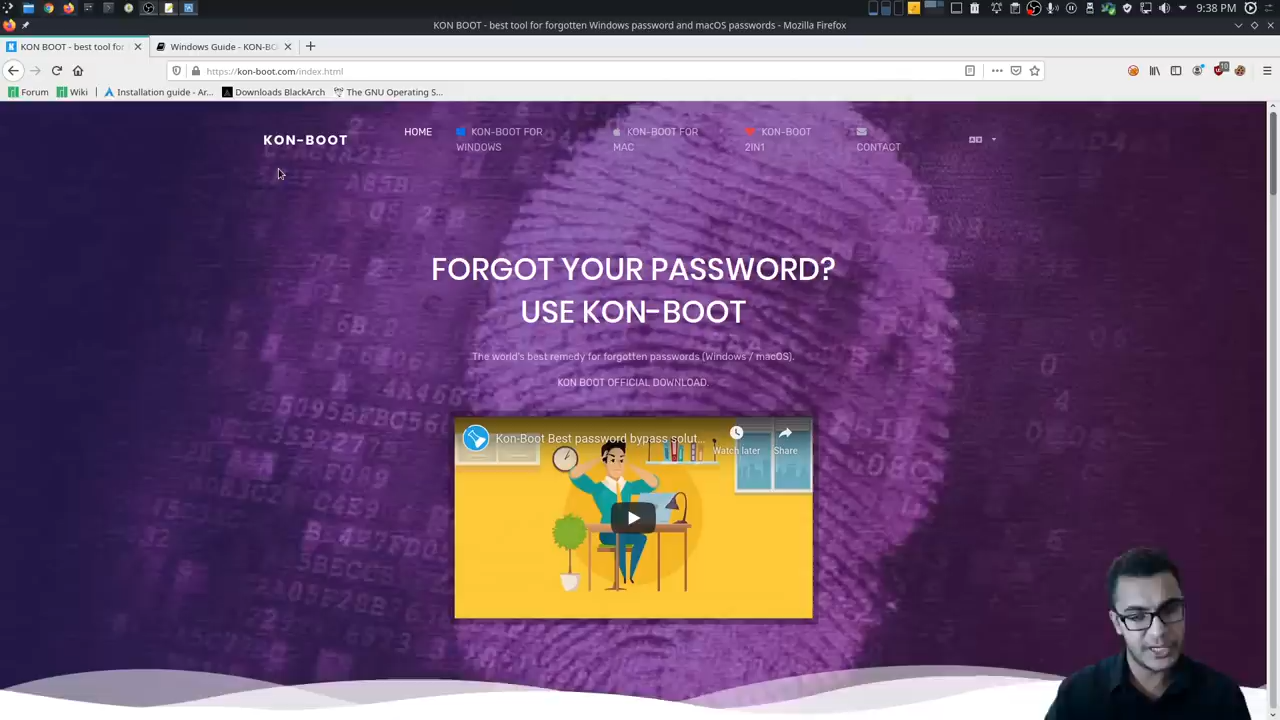 9:38 PM
KON BOOT - best tool for forgotten Windows password and macOS passwords - Mozilla Firefox
KON BOOT - best tool for
Windows Guide - KON-BO
https://kon-boot.com/index.html
Forum
Wiki
Installation guide - Ar...
Downloads BlackArch
The GNU Operating S...
KON-BOOT
HOME
KON-BOOT FOR
WINDOWS
KON-BOOT FOR
MAC
KON-BOOT
2IN1
CONTACT
FORGOT YOUR PASSWORD?
USE KON-BOOT
The world's best remedy for forgotten passwords (Windows / macOS).
KON BOOT OFFICIAL DOWNLOAD.
Kon-Boot Best password bypass solut...
Watch later
Share